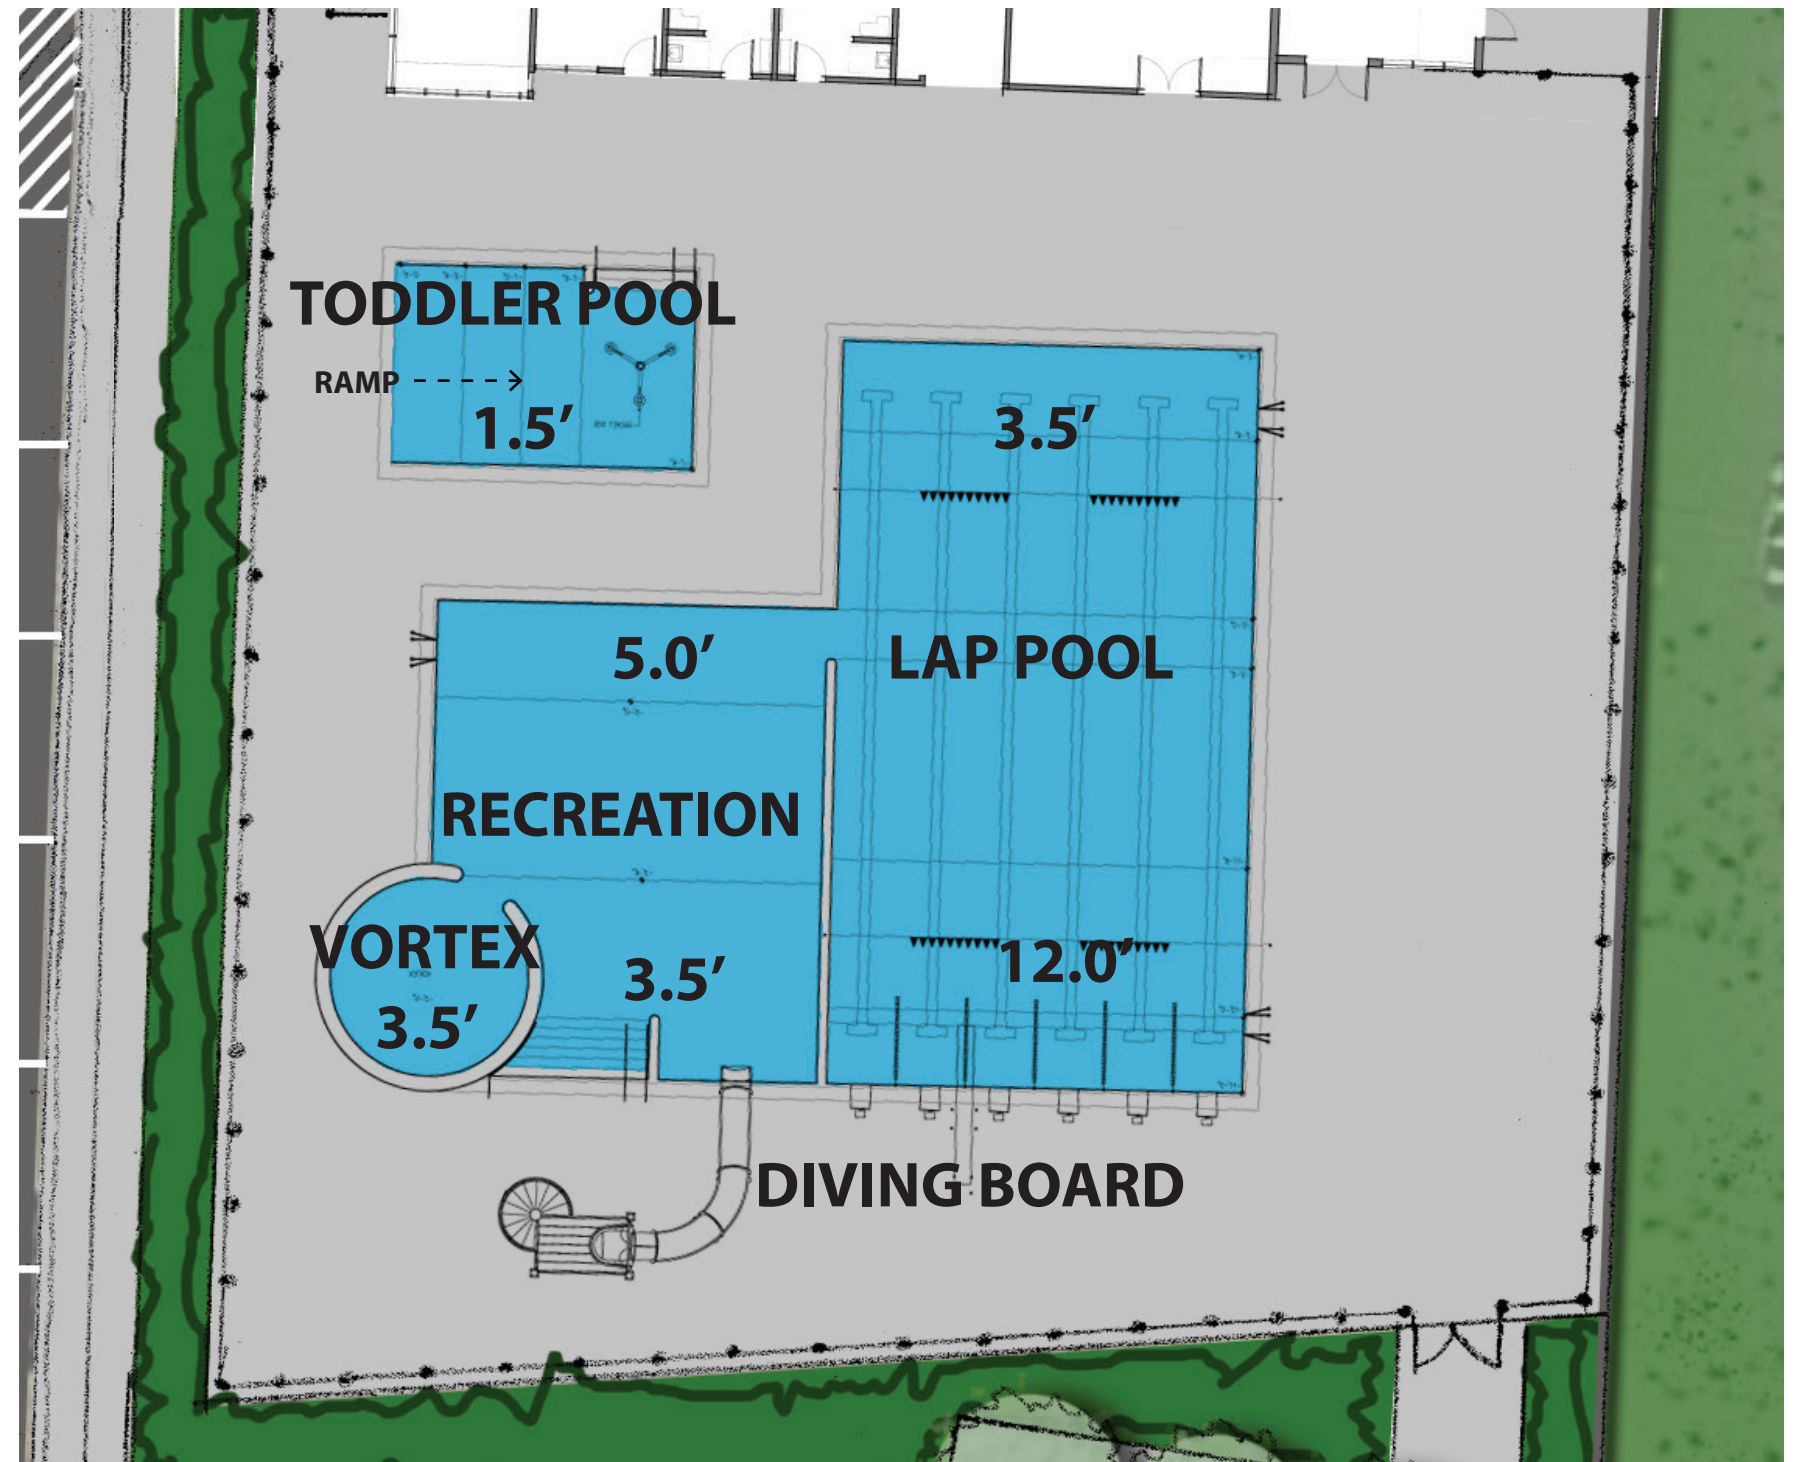 TODDLER POOL
RAMP
1.5′
3.5′
5.0′
LAP POOL
RECREATION
VORTEX
3.5′
3.5′
12.0′
DIVING BOARD